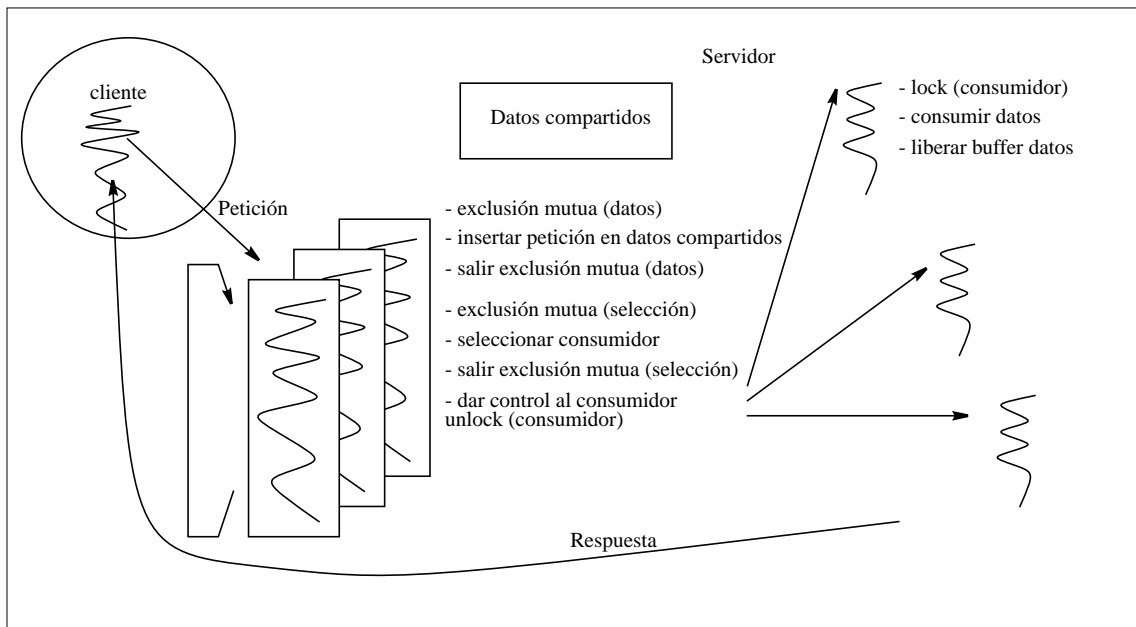 Servidor
cliente
Datos compartidos
- lock (consumidor)
- consumir datos
- liberar buffer datos
Petición
- exclusión mutua (datos)
- insertar petición en datos compartidos
- salir exclusión mutua (datos)
- exclusión mutua (selección)
- seleccionar consumidor
- salir exclusión mutua (selección)
- dar control al consumidor
unlock (consumidor)
Respuesta